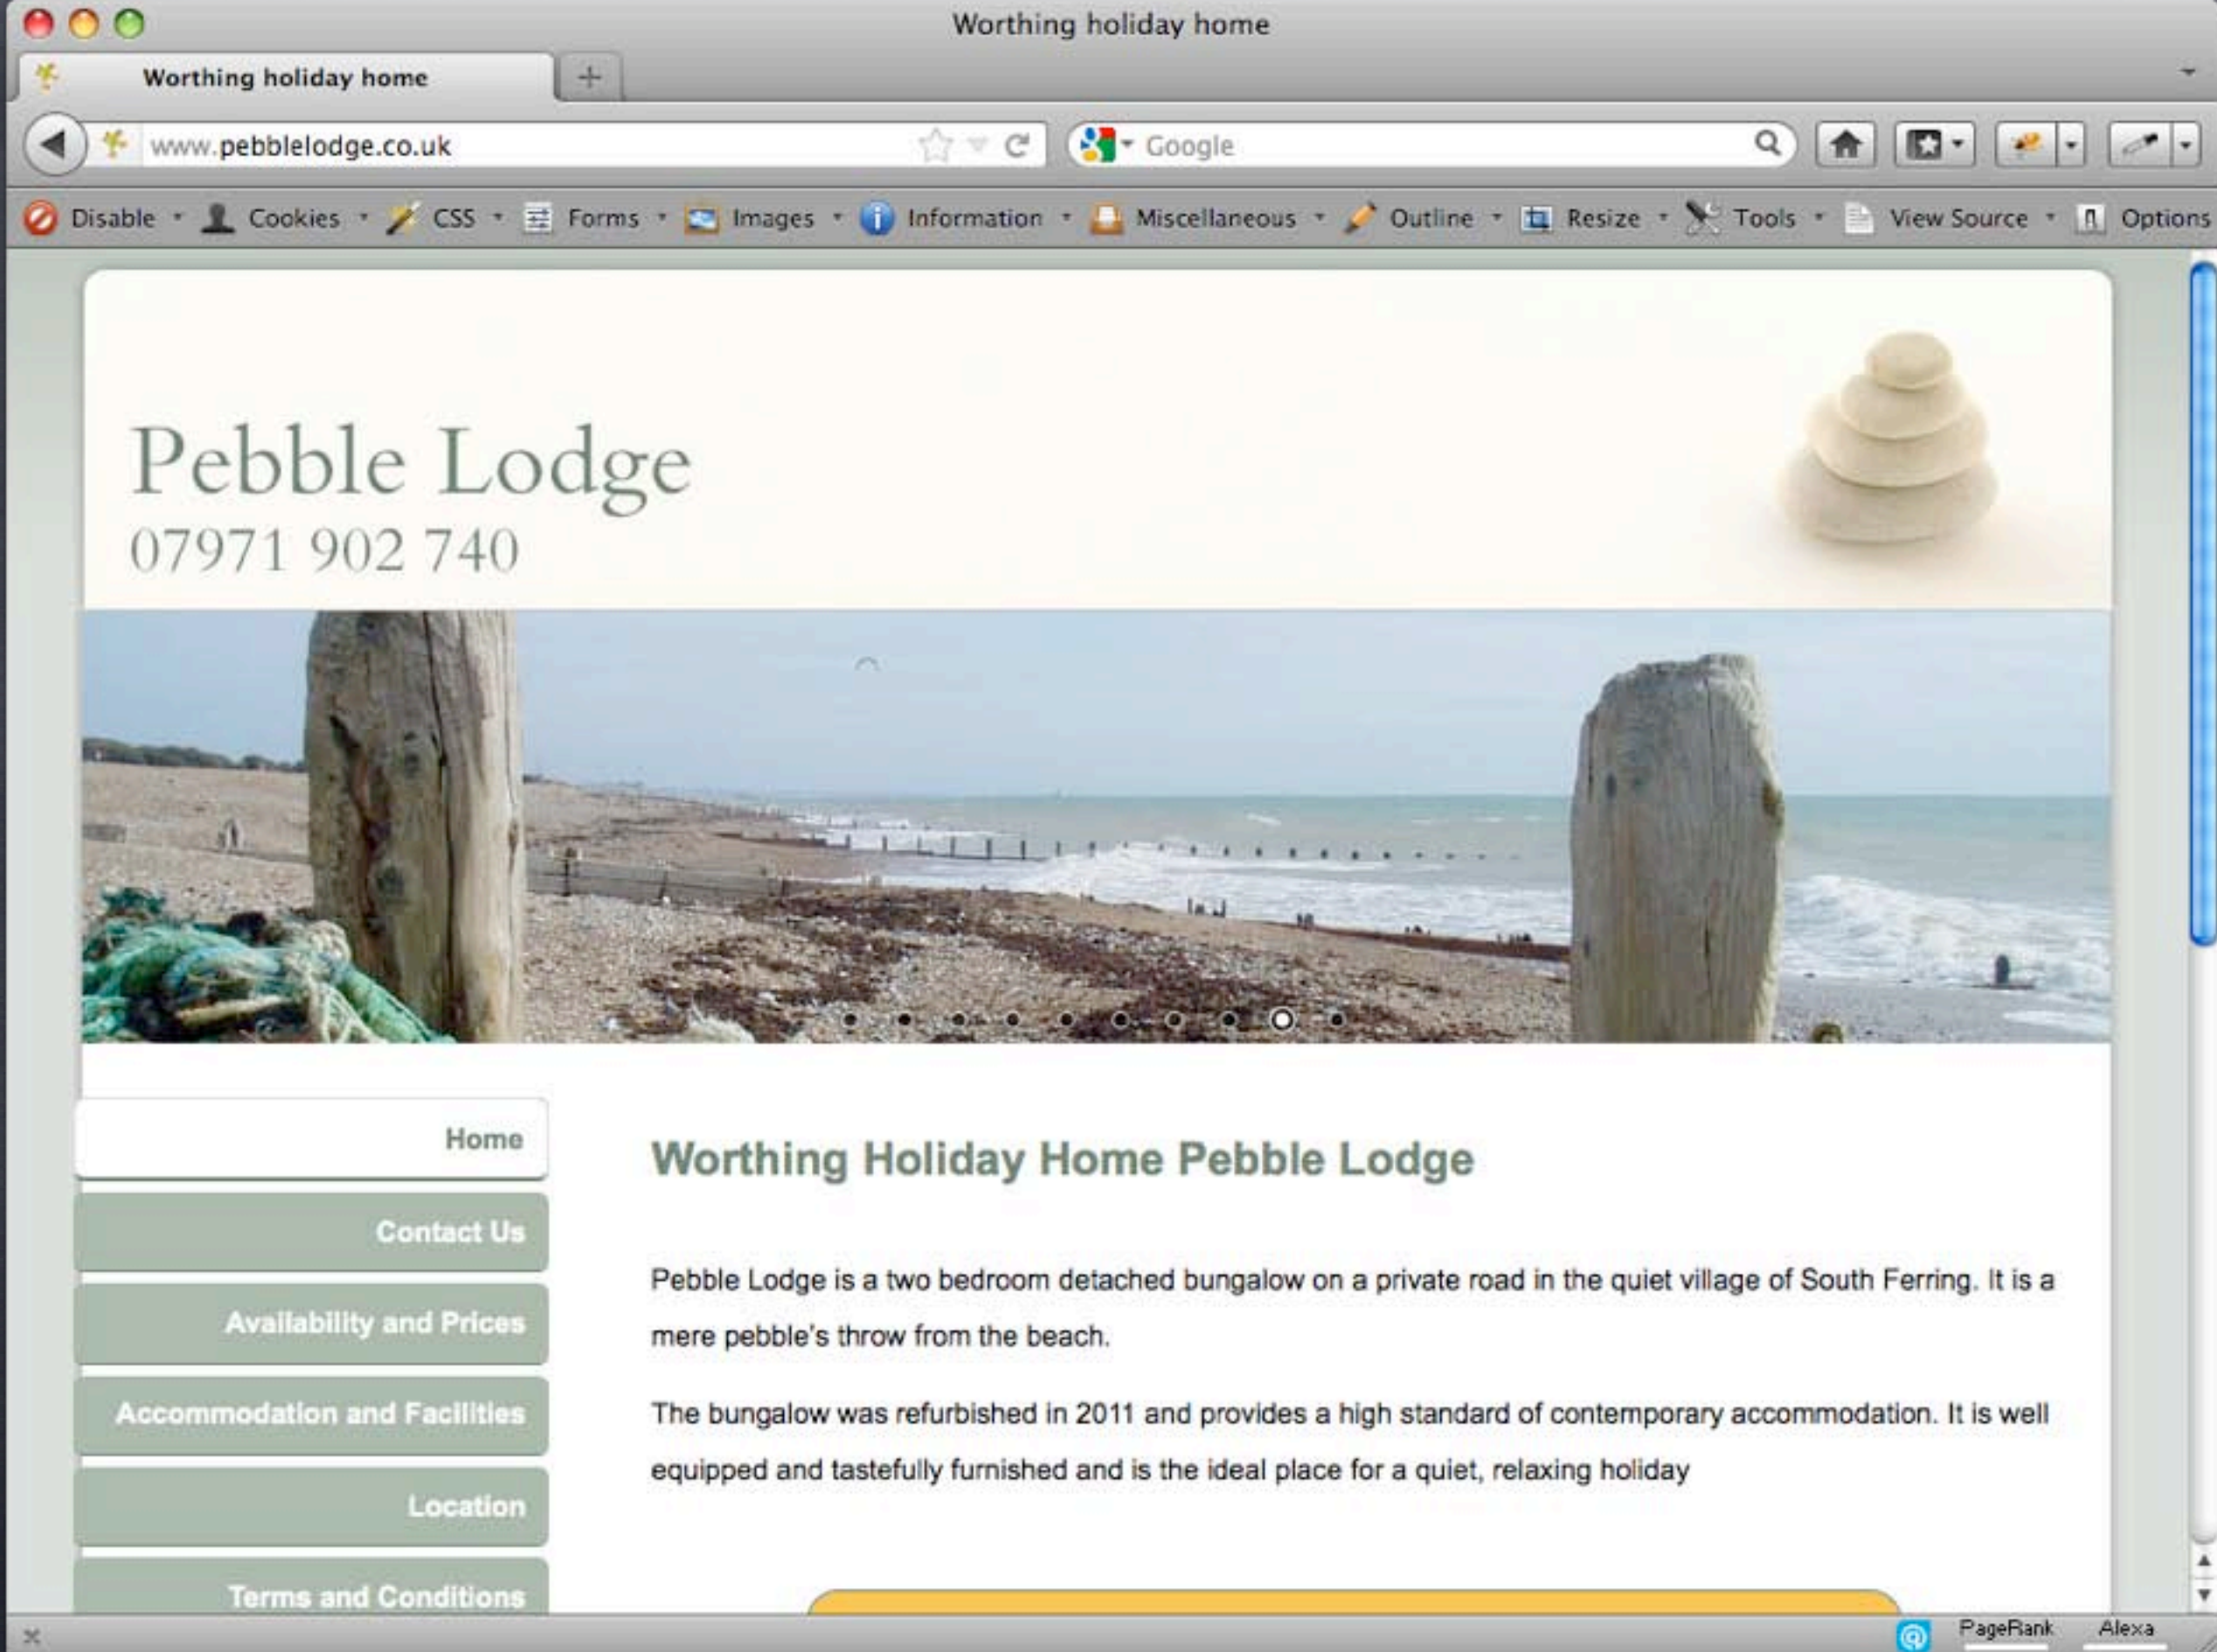 Worthing holiday home
Worthing holiday home
www.pebblelodge.co.uk
Google
Disable Cookies CSS Forms Images Information Miscellaneous Outline Resize Tools View Source Options
Pebble Lodge
07971 902 740
Home
Contact Us
Availability and Prices
Accommodation and Facilities
Location
Terms and Conditions
Worthing Holiday Home Pebble Lodge
Pebble Lodge is a two bedroom detached bungalow on a private road in the quiet village of South Ferring. It is a
mere pebble's throw from the beach.
The bungalow was refurbished in 2011 and provides a high standard of contemporary accommodation. It is well
equipped and tastefully furnished and is the ideal place for a quiet, relaxing holiday
PageRank Alexa